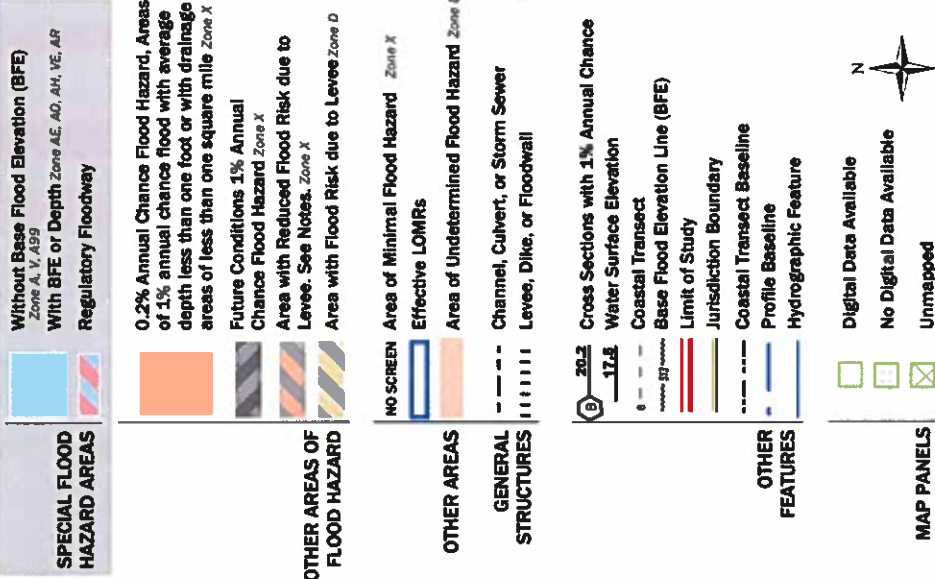 SPECIAL FLOOD
HAZARD AREAS
Without Base Flood Elevation (BFE)
Zone A, V, A99
With BFE or Depth Zone AE, AO, AH, VE, AR
Regulatory Floodway
OTHER AREAS OF
FLOOD HAZARD
0.2% Annual Chance Flood Hazard, Areas
of 1% annual chance flood with average
depth less than one foot or with drainage
areas of less than one square mile Zone X
Future Conditions 1% Annual
Chance Flood Hazard Zone X
Area with Reduced Flood Risk due to
Levee. See Notes. Zone X
Area with Flood Risk due to Levee Zone D
OTHER AREAS
NO SCREEN Area of Minimal Flood Hazard Zone X
Effective LOMRs
Area of Undetermined Flood Hazard Zone
GENERAL
STRUCTURES
Channel, Culvert, or Storm Sewer
Levee, Dike, or Floodwall
B 20.2 Cross Sections with 1% Annual Chance
17.5 Water Surface Elevation
8 Coastal Transect
513 Base Flood Elevation Line (BFE)
Limit of Study
Jurisdiction Boundary
Coastal Transect Baseline
OTHER
FEATURES
Profile Baseline
Hydrographic Feature
MAP PANELS
Digital Data Available
No Digital Data Available
Unmapped
N